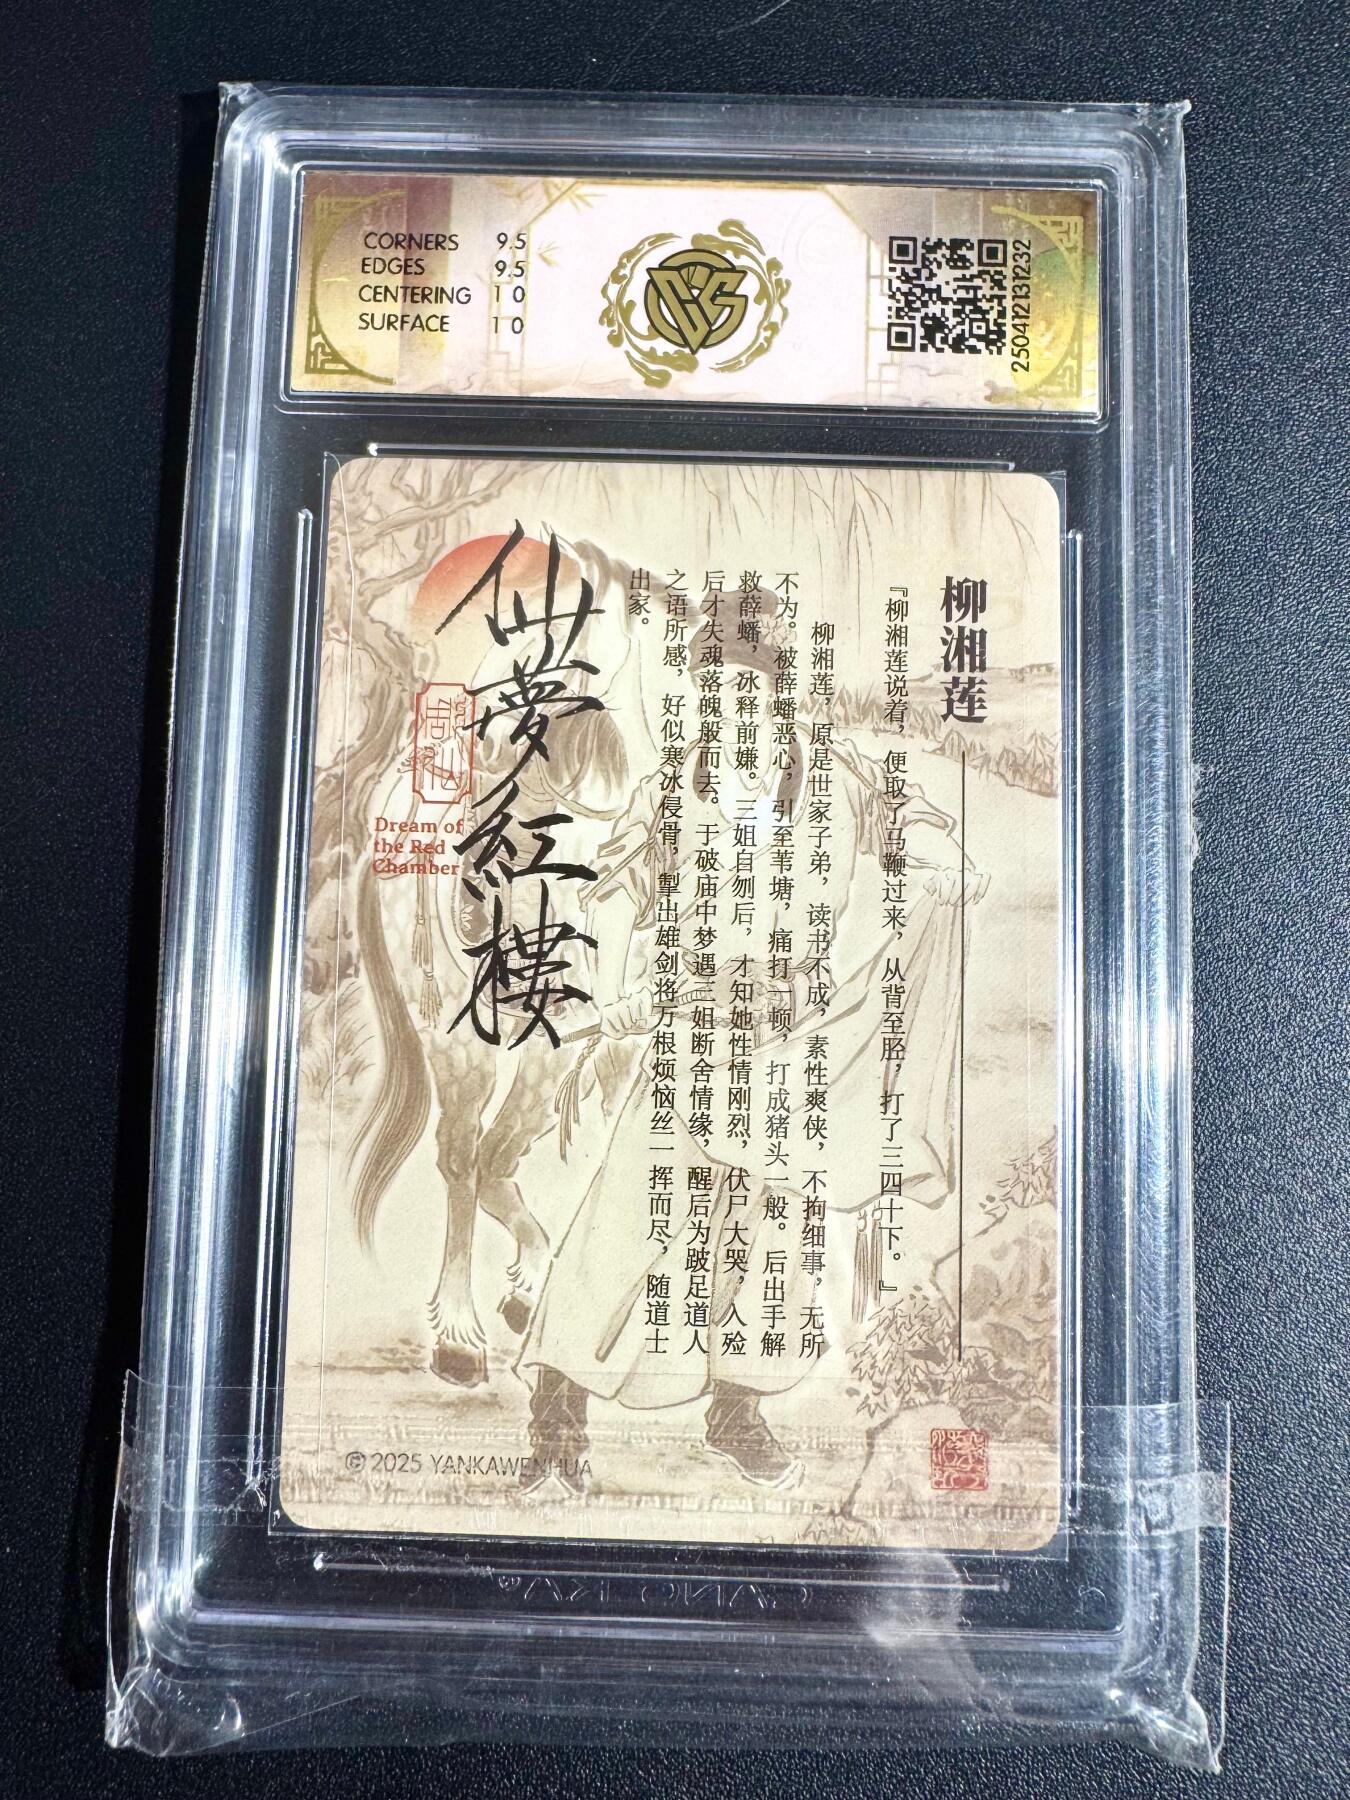 CORNERS 9.5
EDGES 9.5
CENTERING 10
SURFACE 10
CVS
2504121311232
柳湘莲
『柳湘莲说着，便取了马鞭过来，从背至胫，打了三四十下。』
柳湘莲，原是世家子弟，读书不成，素性爽侠，不拘细事，无所
不为。被薛蟠恶心，引至苇塘，痛打一顿，打成猪头一般。后出手解
救薛蟠，冰释前嫌。三姐自刎后，才知她性情刚烈，伏尸大哭，入殓
后才失魂落魄般而去。于破庙中梦遇三姐断舍情缘，醒后为跛足道人
之语所感，好似寒冰侵骨，掣出雄剑将万根烦恼丝一挥而尽，随道士
出家。
仙夢紅樓
Dream of
the Red
Chamber
© 2025 YANKAWENHUA